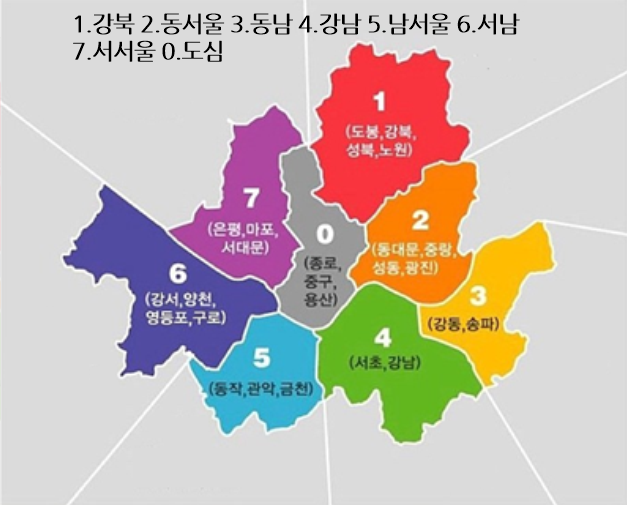 1.강북 2.동서울 3.동남 4.강남 5.남서울 6.서남
7.서서울 0.도심
1
(도봉,강북,
성북,노원)
7
(은평,마포,
서대문)
2
(동대문,중랑,
성동,광진)
0
(종로,
중구,
용산)
6
(강서,양천,
영등포,구로)
3
(강동,송파)
4
(서초,강남)
5
(동작,관악,금천)